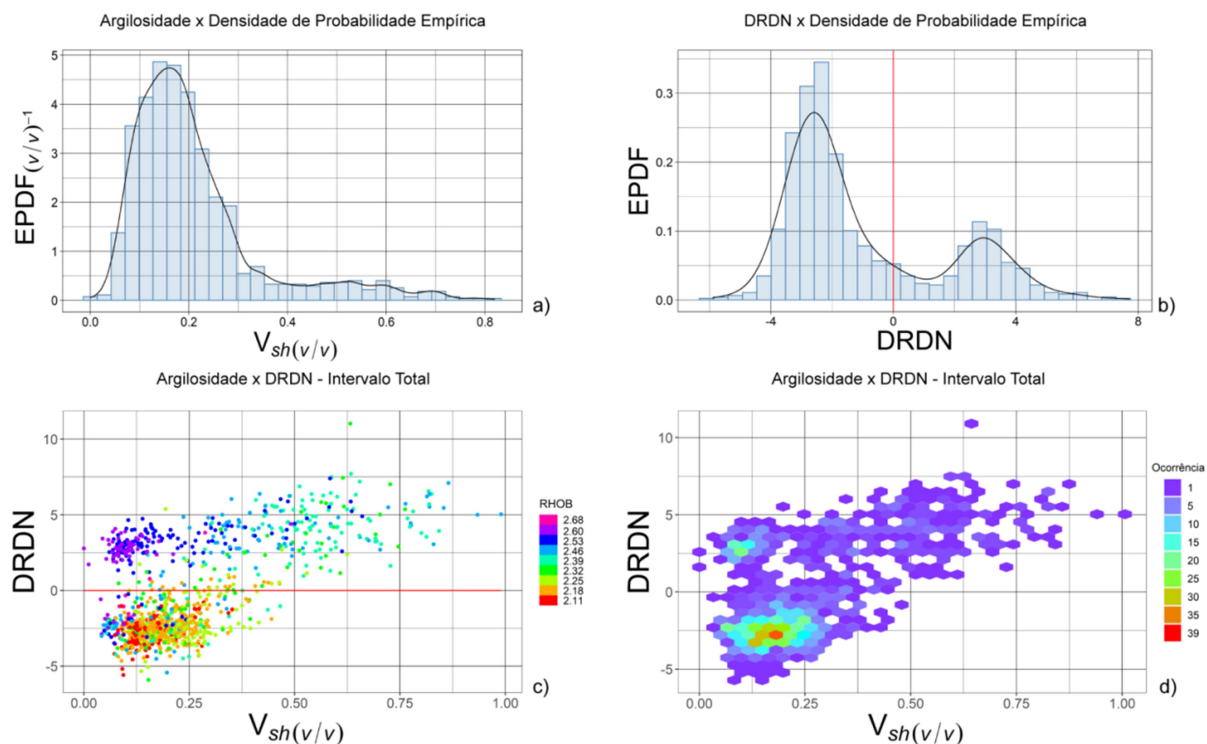 Argilosidade x Densidade de Probabilidade Empírica
EPDF(v/v)⁻¹
5
4
3
2
1
0
0.0 0.2 0.4 0.6 0.8
Vsh(v/v)
a)
DRDN x Densidade de Probabilidade Empírica
EPDF
0.3
0.2
0.1
0.0
-4 0 4 8
DRDN
b)
Argilosidade x DRDN - Intervalo Total
DRDN
10
5
0
-5
0.00 0.25 0.50 0.75 1.00
Vsh(v/v)
RHOB
2.68
2.60
2.53
2.46
2.39
2.32
2.25
2.18
2.11
c)
Argilosidade x DRDN - Intervalo Total
DRDN
10
5
0
-5
0.00 0.25 0.50 0.75 1.00
Vsh(v/v)
Ocorrência
1
5
10
15
20
25
30
35
39
d)